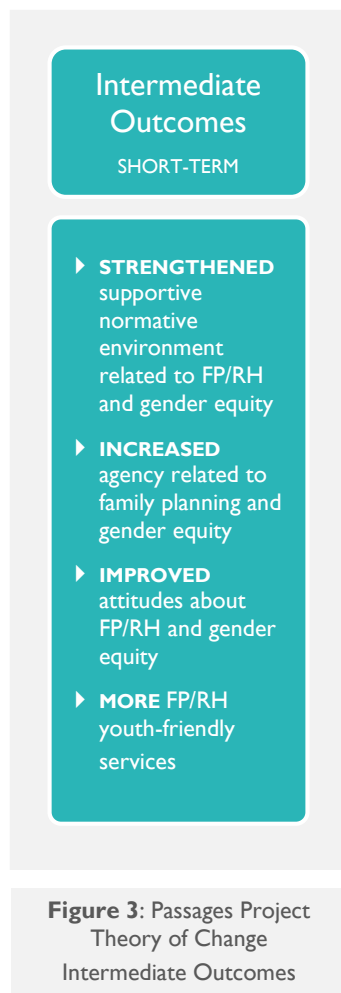 Intermediate
Outcomes
SHORT-TERM
STRENGTHENED
supportive
normative
environment
related to FP/RH
and gender equity
INCREASED
agency related to
family planning and
gender equity
IMPROVED
attitudes about
FP/RH and gender
equity
MORE FP/RH
youth-friendly
services
Figure 3: Passages Project
Theory of Change
Intermediate Outcomes